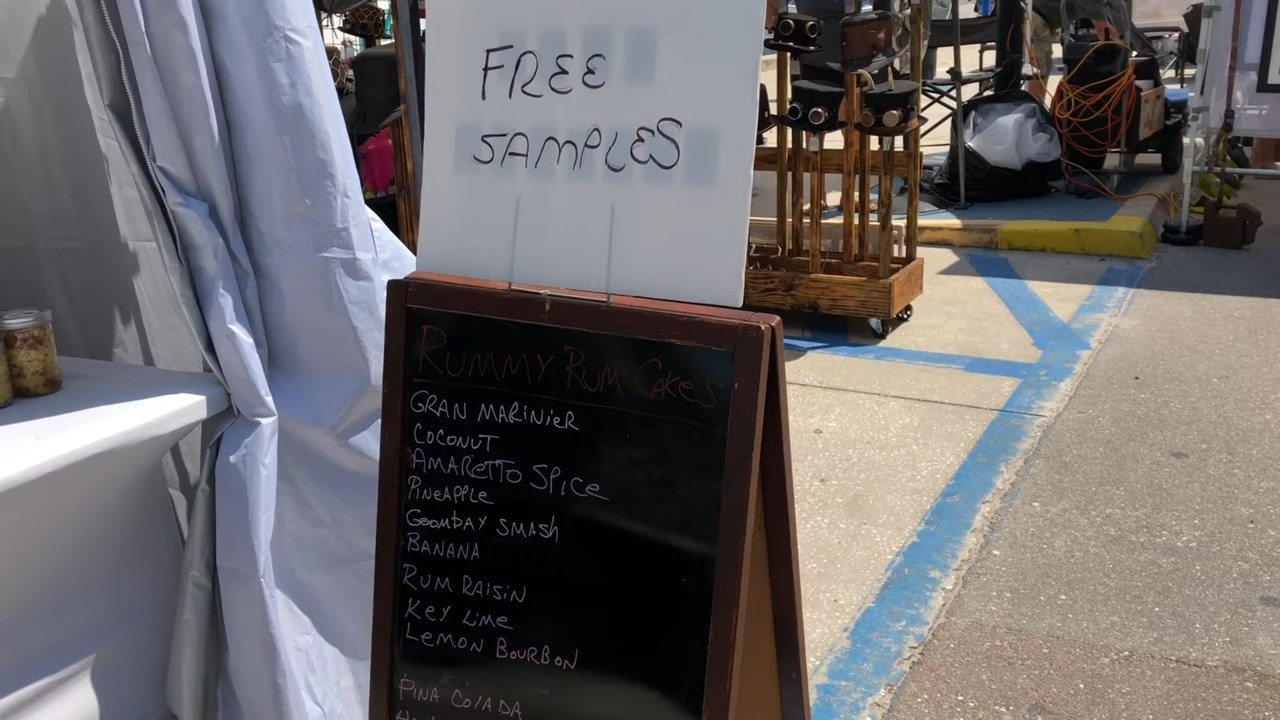 FREE
SAMPLES
RUMMY RUM CAKES
GRAN MARINIER
COCONUT
AMARETTO SPICE
PINEAPPLE
GOOMBAY SMASH
BANANA
RUM RAISIN
KEY LIME
LEMON BOURBON
PINA COLADA